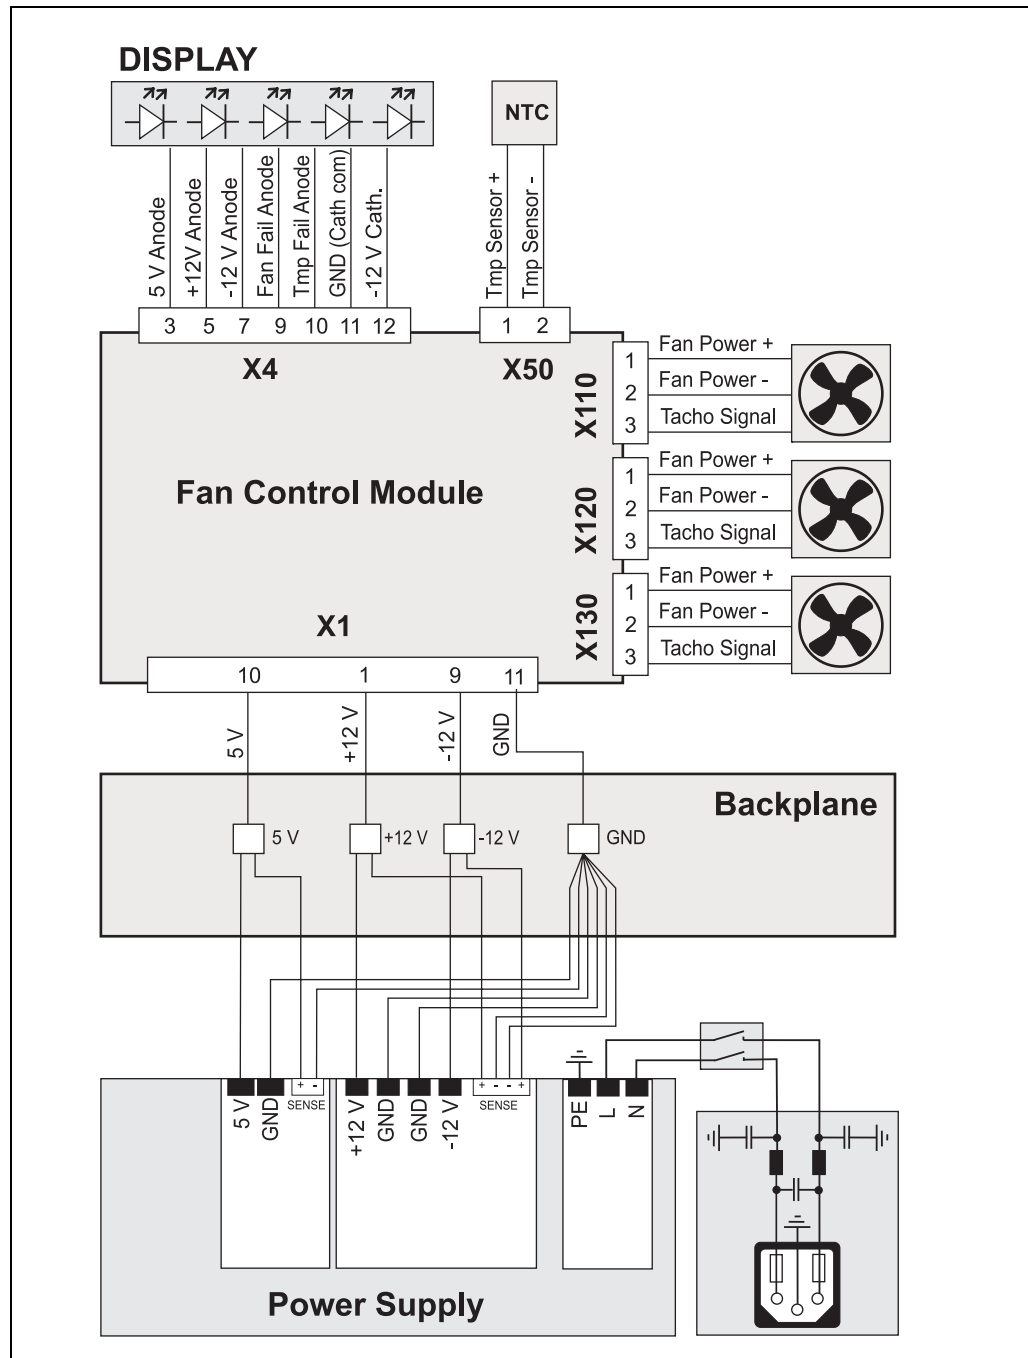 DISPLAY
NTC
5 V Anode
+12V Anode
-12 V Anode
Fan Fail Anode
Tmp Fail Anode
GND (Cath com)
-12 V Cath.
Tmp Sensor +
Tmp Sensor -
3 5 7 9 10 11 12
1 2
X4
X50
X110
1 Fan Power +
2 Fan Power -
3 Tacho Signal
Fan Control Module
X120
1 Fan Power +
2 Fan Power -
3 Tacho Signal
X130
1 Fan Power +
2 Fan Power -
3 Tacho Signal
X1
10 1 9 11
5 V
+12 V
-12 V
GND
Backplane
5 V
+12 V
-12 V
GND
+ -
SENSE
+ - - +
SENSE
5 V
GND
+12 V
GND
GND
-12 V
PE
L
N
Power Supply